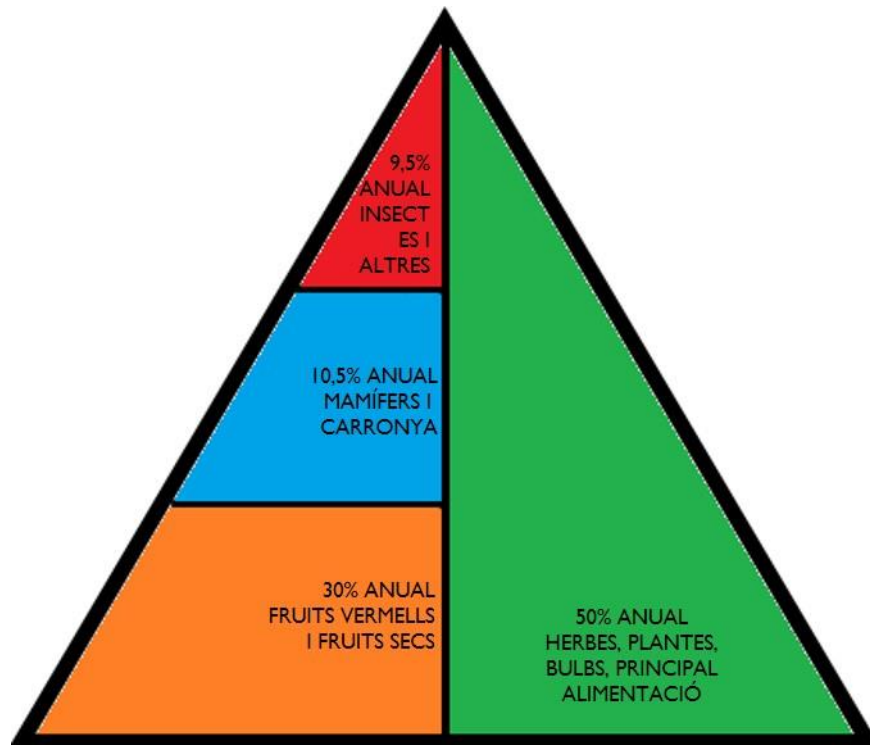 9,5%
ANUAL
INSECT
ES I
ALTRES
10,5% ANUAL
MAMÍFERS I
CARRONYA
30% ANUAL
FRUITS VERMELLS
I FRUITS SECS
50% ANUAL
HERBES, PLANTES,
BULBS, PRINCIPAL
ALIMENTACIÓ